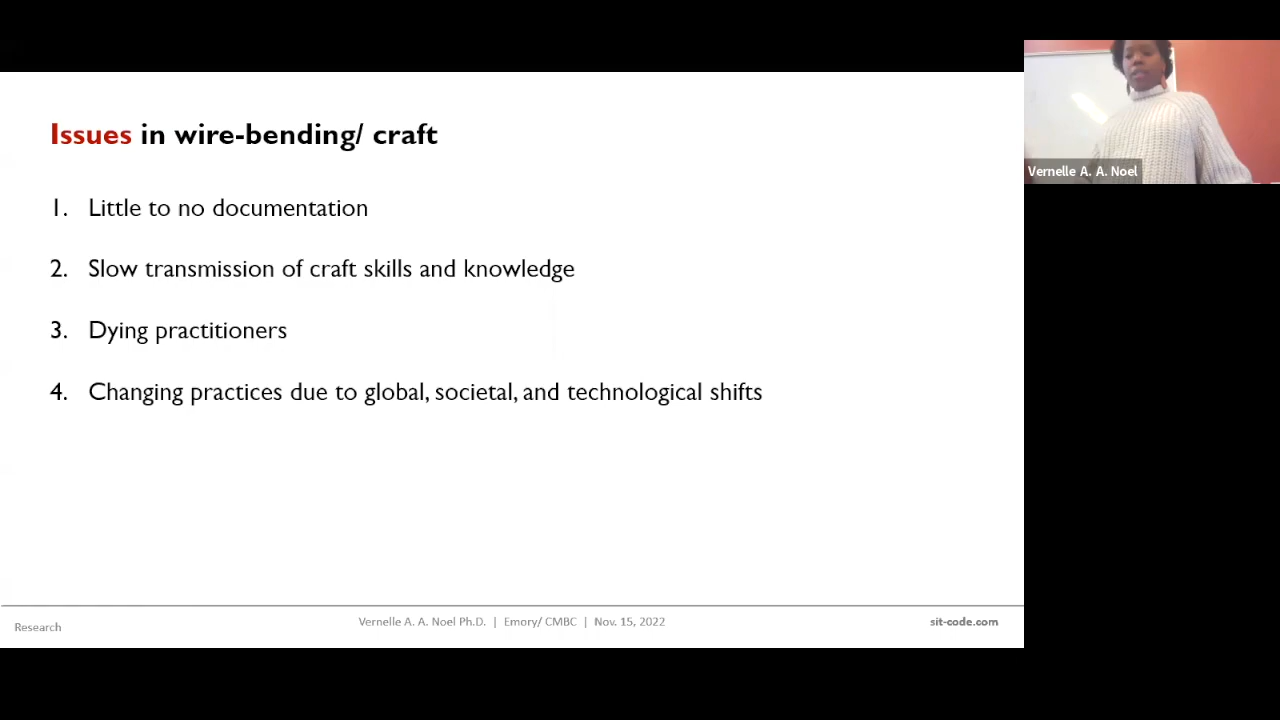 Issues in wire-bending/ craft
1. Little to no documentation
2. Slow transmission of craft skills and knowledge
3. Dying practitioners
4. Changing practices due to global, societal, and technological shifts
Research
Vernelle A. A. Noel Ph.D. | Emory/ CMBC | Nov. 15, 2022
sit-code.com
Vernelle A. A. Noel